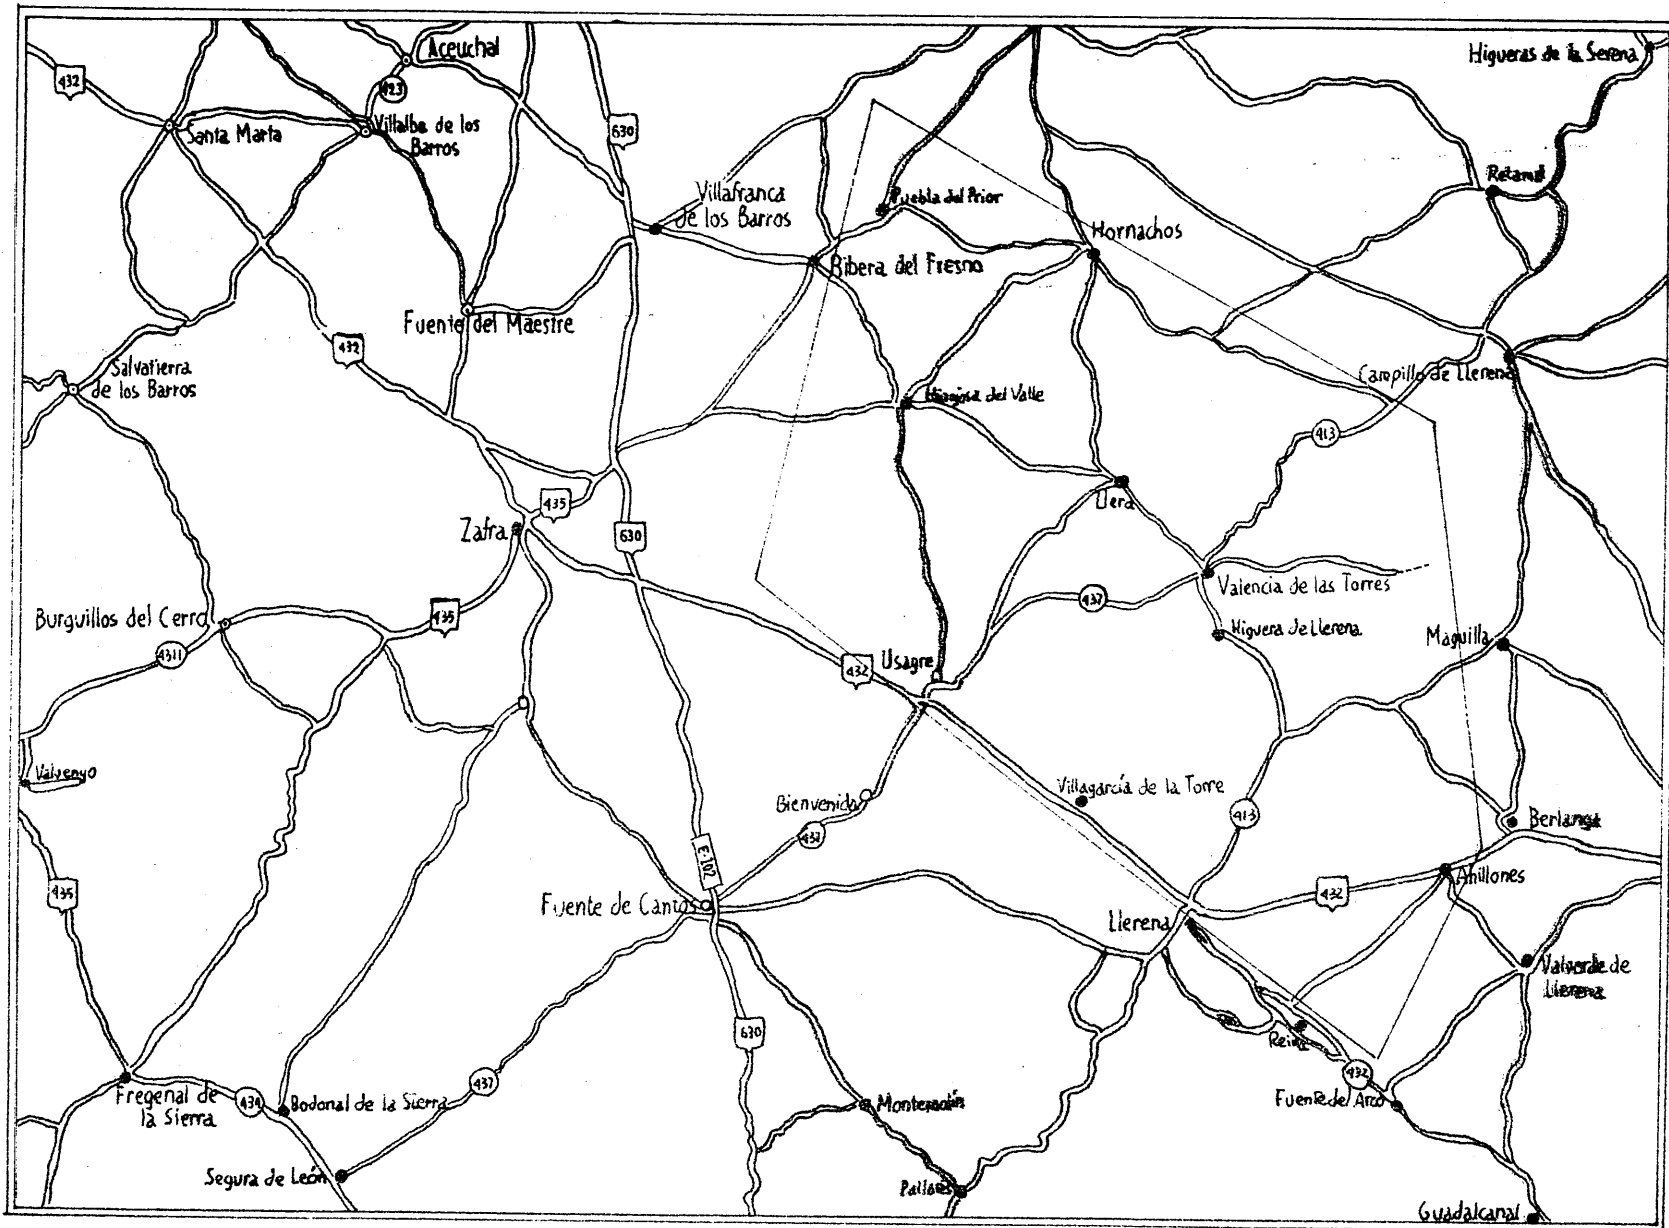 Aceuchal
Higueras de la Serena
432
423
630
Santa Marta
Villalba de los
Barros
Villafranca
de los Barros
Puebla del Prior
Retamal
Hornachos
Ribera del Fresno
Fuente del Maestre
432
Salvatierra
de los Barros
Campillo de Llerena
Hinojosa del Valle
413
435
Zafra
630
Llera
Valencia de las Torres
437
Burguillos del Cerro
435
4311
Higuera de Llerena
Maguilla
432
Usagre
Bienvenida
437
Villagarcía de la Torre
413
Berlanga
E-102
435
Fuente de Cantos
432
Ahillones
Llerena
Valverde de
Llerena
630
Reina
432
437
Fregenal de
la Sierra
434
Bodonal de la Sierra
Montemolín
Fuente del Arco
Segura de León
Pallares
Guadalcanal